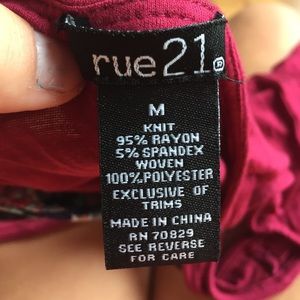 rue21®
M
KNIT
95% RAYON
5% SPANDEX
WOVEN
100%POLYESTER
EXCLUSIVE OF
TRIMS
MADE IN CHINA
RN 70829
SEE REVERSE
FOR CARE